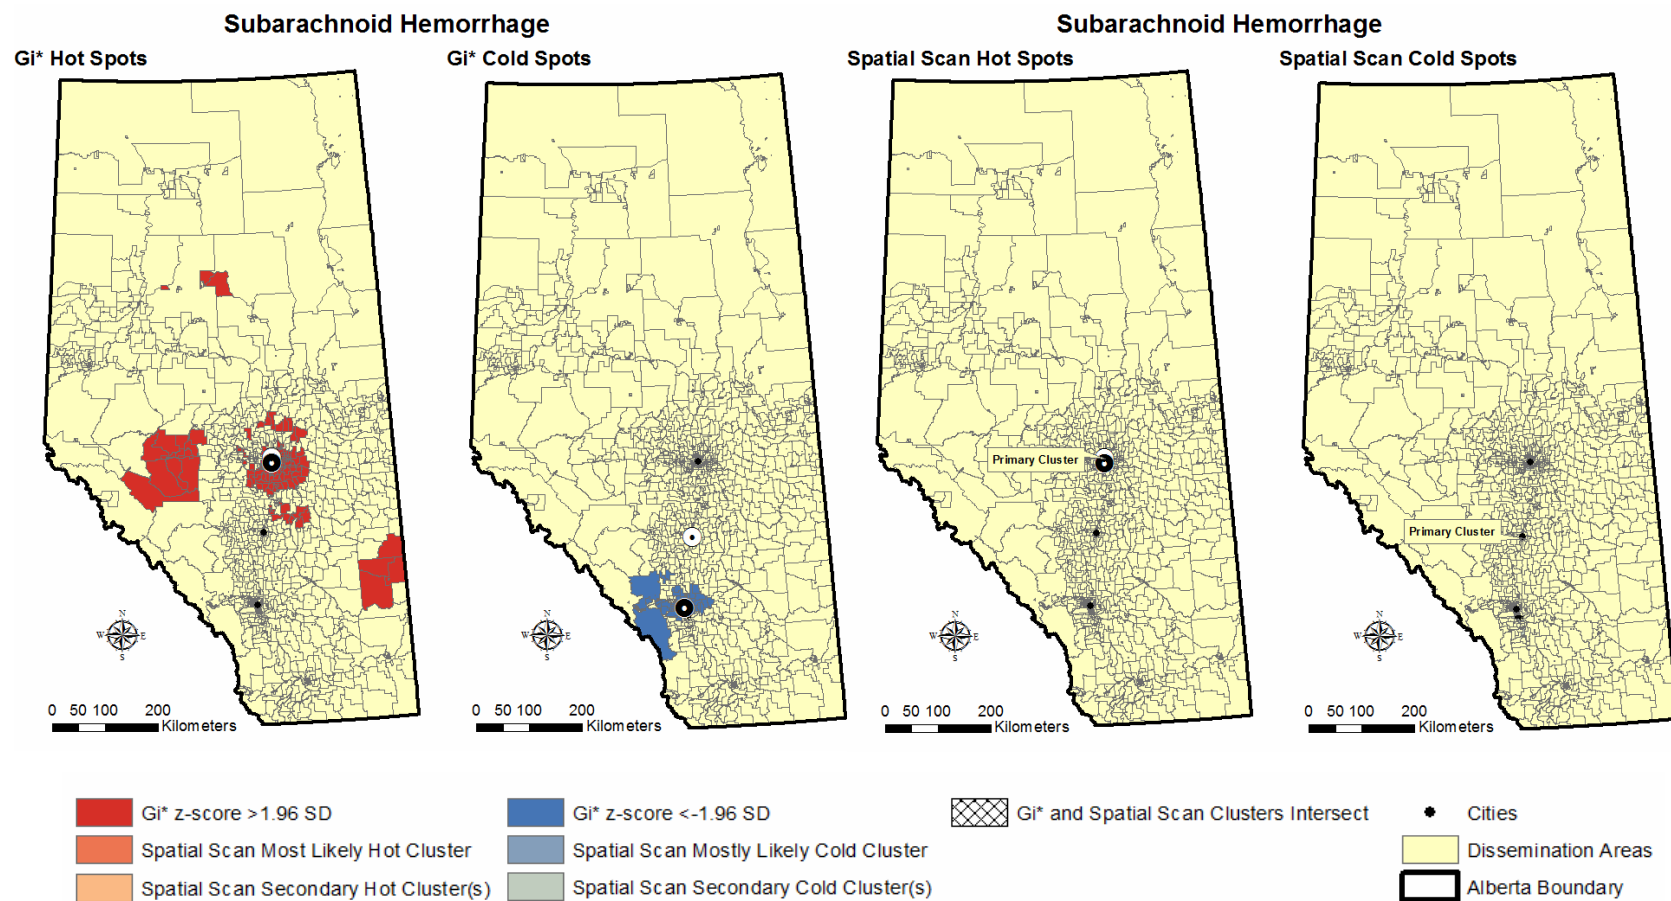 Subarachnoid Hemorrhage
Subarachnoid Hemorrhage
Gi* Hot Spots
Gi* Cold Spots
Spatial Scan Hot Spots
Spatial Scan Cold Spots
Primary Cluster
Primary Cluster
N
W E
S
N
W E
S
N
W E
S
N
W E
S
0 50 100 200
Kilometers
0 50 100 200
Kilometers
0 50 100 200
Kilometers
0 50 100 200
Kilometers
Gi* z-score >1.96 SD
Gi* z-score <-1.96 SD
Gi* and Spatial Scan Clusters Intersect
Cities
Spatial Scan Most Likely Hot Cluster
Spatial Scan Mostly Likely Cold Cluster
Dissemination Areas
Spatial Scan Secondary Hot Cluster(s)
Spatial Scan Secondary Cold Cluster(s)
Alberta Boundary